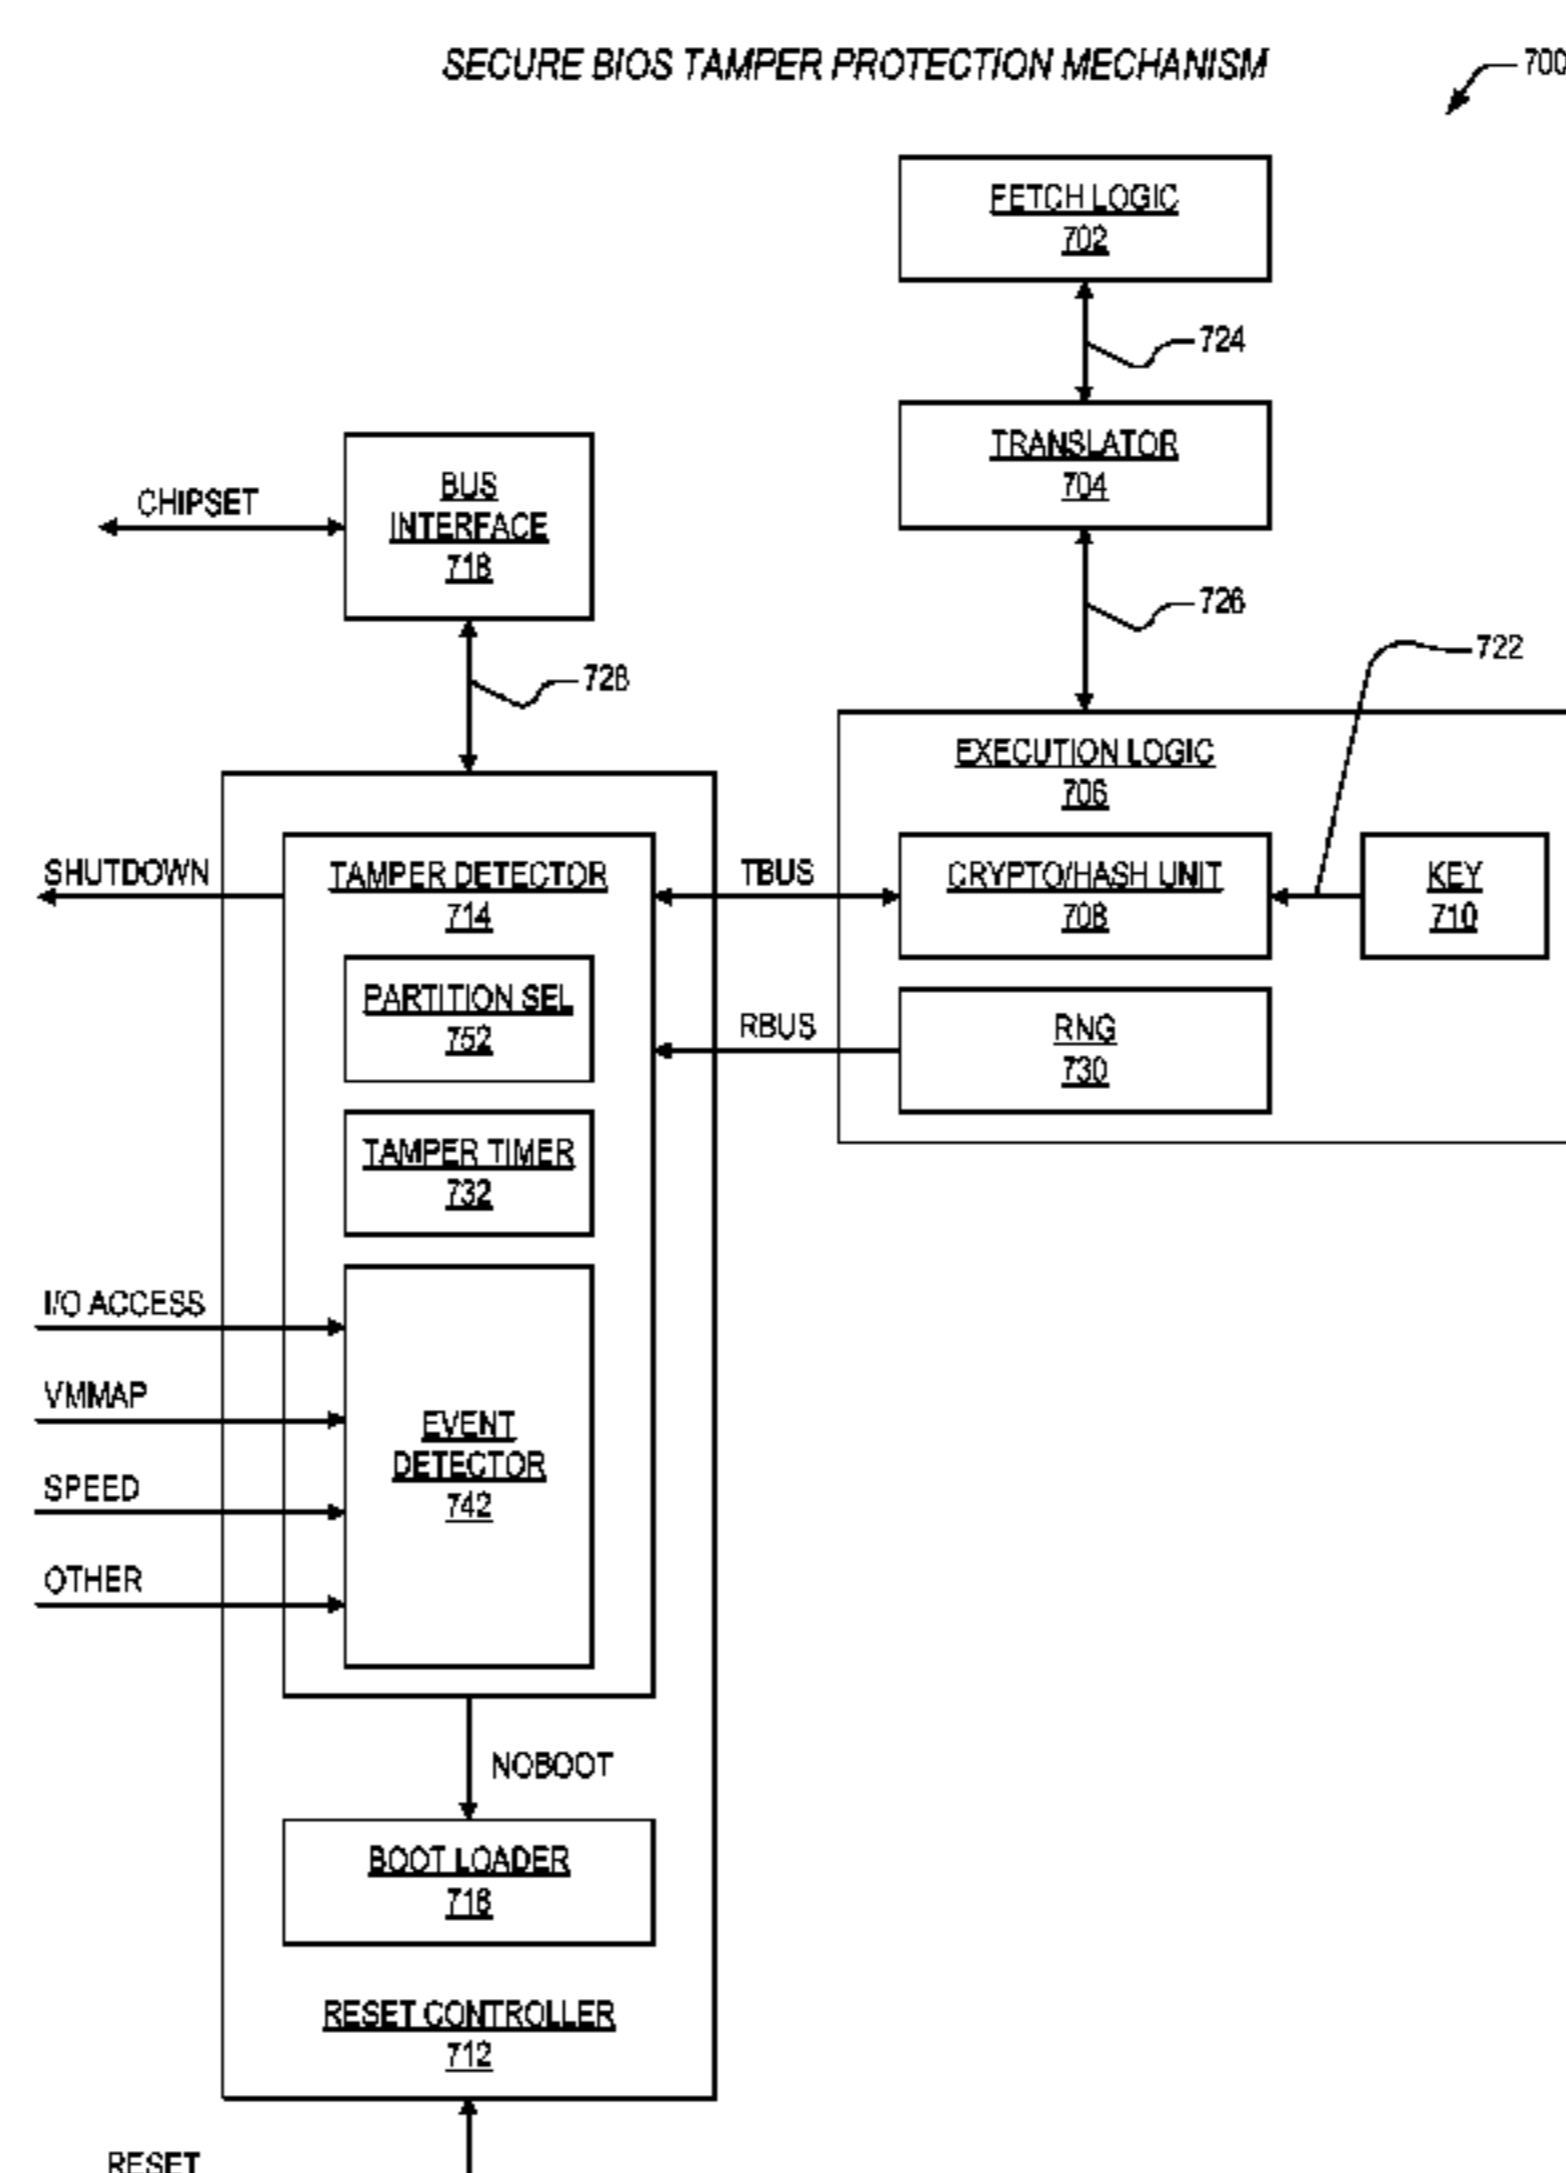 SECURE BIOS TAMPER PROTECTION MECHANISM
700
FETCH LOGIC
702
724
TRANSLATOR
704
CHIPSET
BUS
INTERFACE
718
726
722
728
EXECUTION LOGIC
706
SHUTDOWN
TAMPER DETECTOR
714
TBUS
CRYPTO/HASH UNIT
708
KEY
710
PARTITION SEL
752
RBUS
RNG
730
TAMPER TIMER
732
I/O ACCESS
VMMAP
SPEED
OTHER
EVENT
DETECTOR
742
NOBOOT
BOOT LOADER
716
RESET CONTROLLER
712
RESET